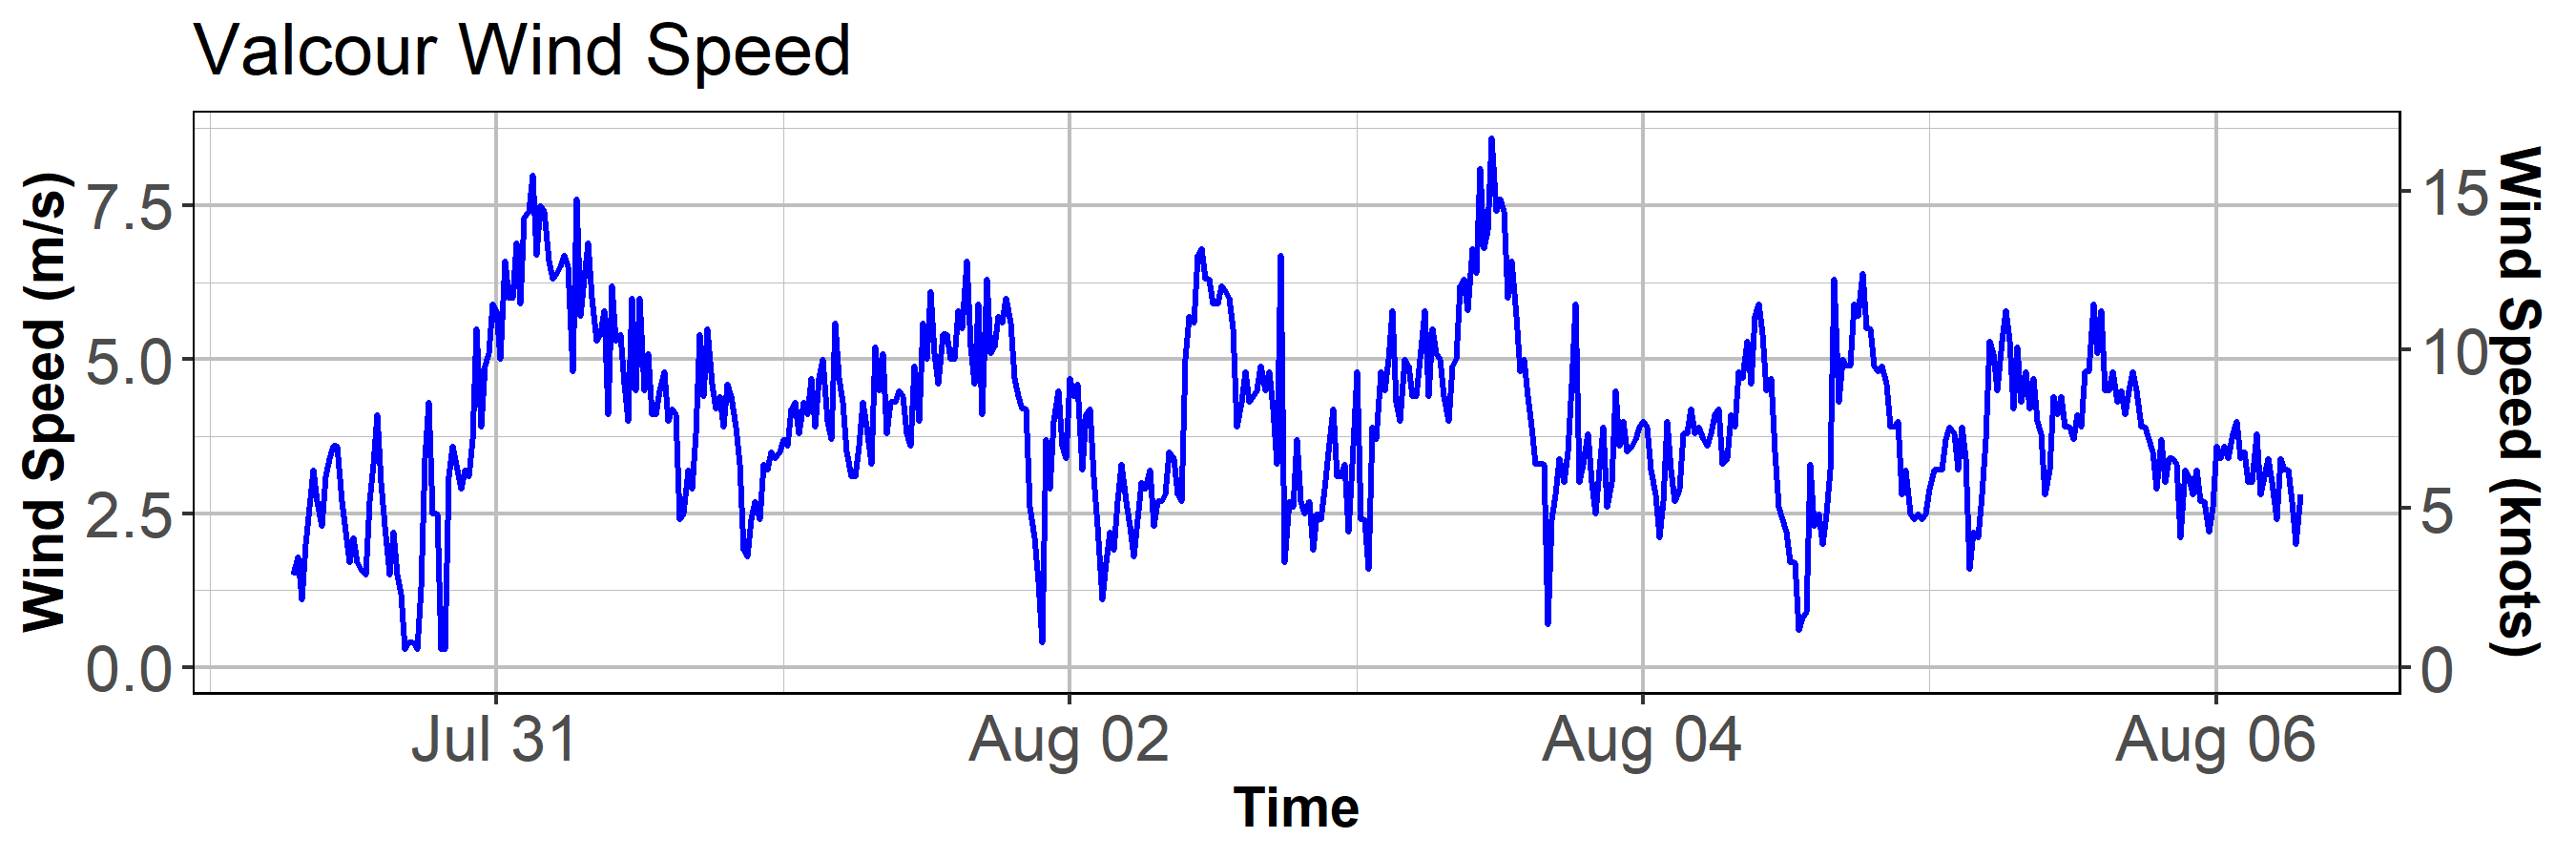 Valcour Wind Speed
Wind Speed (m/s)
7.5
5.0
2.5
0.0
15
10
5
0
Wind Speed (knots)
Jul 31
Aug 02
Aug 04
Aug 06
Time